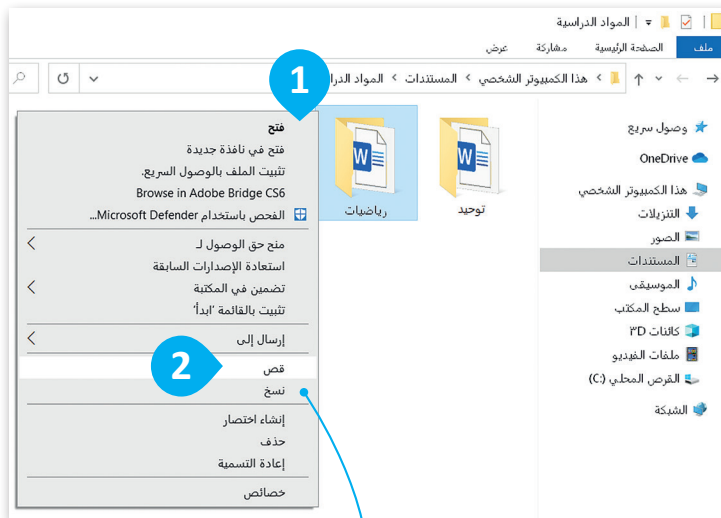 المواد الدراسية
ملف الصفحة الرئيسية مشاركة عرض
هذا الكمبيوتر الشخصي > المستندات >
وصول سريع
OneDrive
هذا الكمبيوتر الشخصي
التنزيلات
الصور
المستندات
الموسيقى
سطح المكتب
كائنات ٣D
ملفات الفيديو
القرص المحلي (C:)
الشبكة
توحيد
رياضيات
1
فتح
فتح في نافذة جديدة
تثبيت الملف بالوصول السريع.
Browse in Adobe Bridge CS6
الفحص باستخدام Microsoft Defender...
منح حق الوصول لـ
استعادة الإصدارات السابقة
تضمين في المكتبة
تثبيت بالقائمة 'ابدأ'
إرسال إلى
2
قص
نسخ
إنشاء اختصار
حذف
إعادة التسمية
خصائص